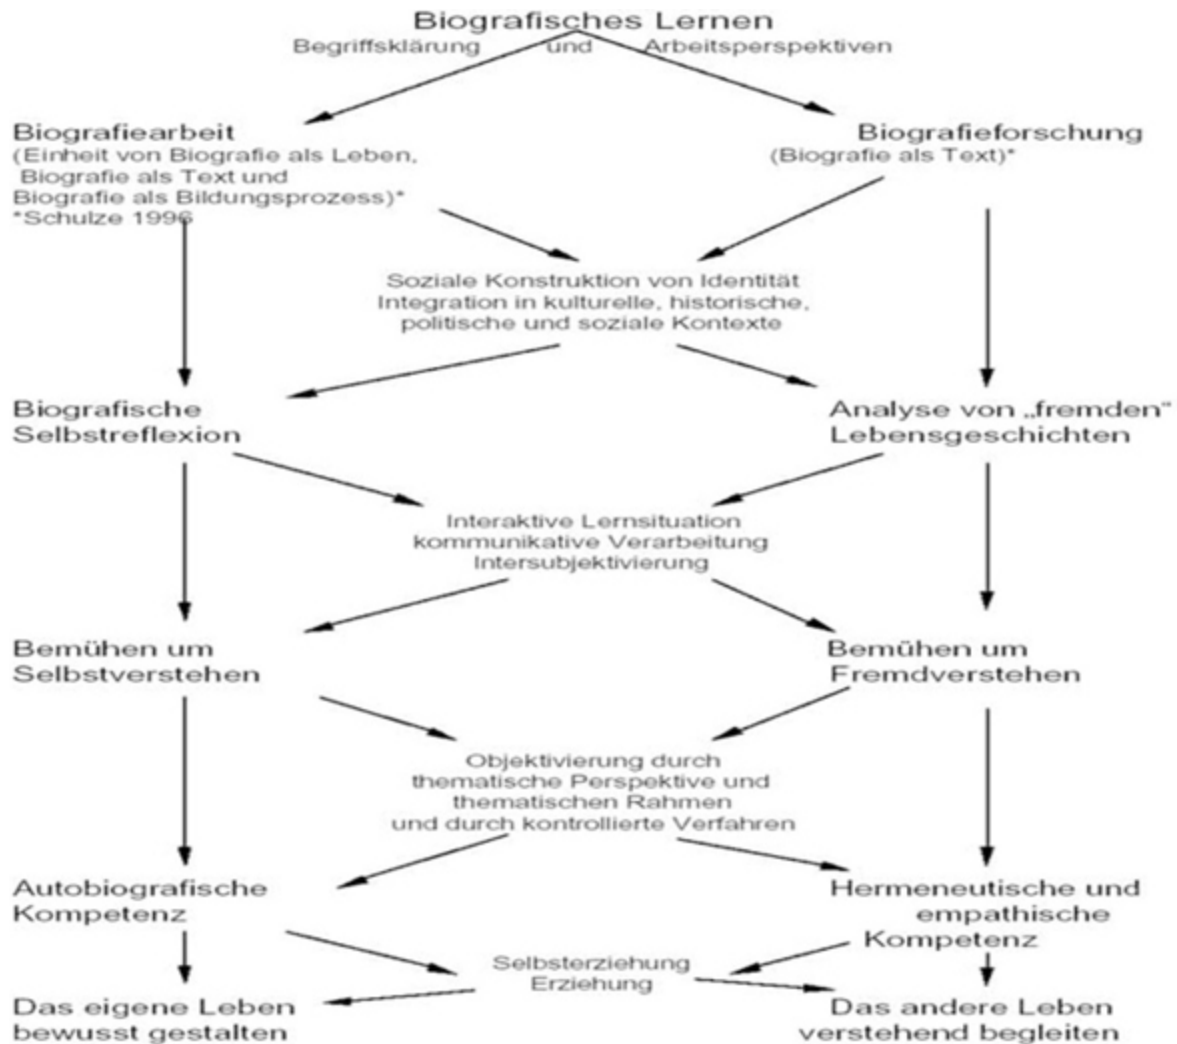 Biografisches Lernen
Begriffsklärung und Arbeitsperspektiven
Biografiearbeit
(Einheit von Biografie als Leben,
Biografie als Text und
Biografie als Bildungsprozess)*
*Schulze 1996
Biografieforschung
(Biografie als Text)*
Soziale Konstruktion von Identität
Integration in kulturelle, historische,
politische und soziale Kontexte
Biografische
Selbstreflexion
Analyse von „fremden“
Lebensgeschichten
Interaktive Lernsituation
kommunikative Verarbeitung
Intersubjektivierung
Bemühen um
Selbstverstehen
Bemühen um
Fremdverstehen
Objektivierung durch
thematische Perspektive und
thematischen Rahmen
und durch kontrollierte Verfahren
Autobiografische
Kompetenz
Hermeneutische und
empathische
Kompetenz
Selbsterziehung
Erziehung
Das eigene Leben
bewusst gestalten
Das andere Leben
verstehend begleiten